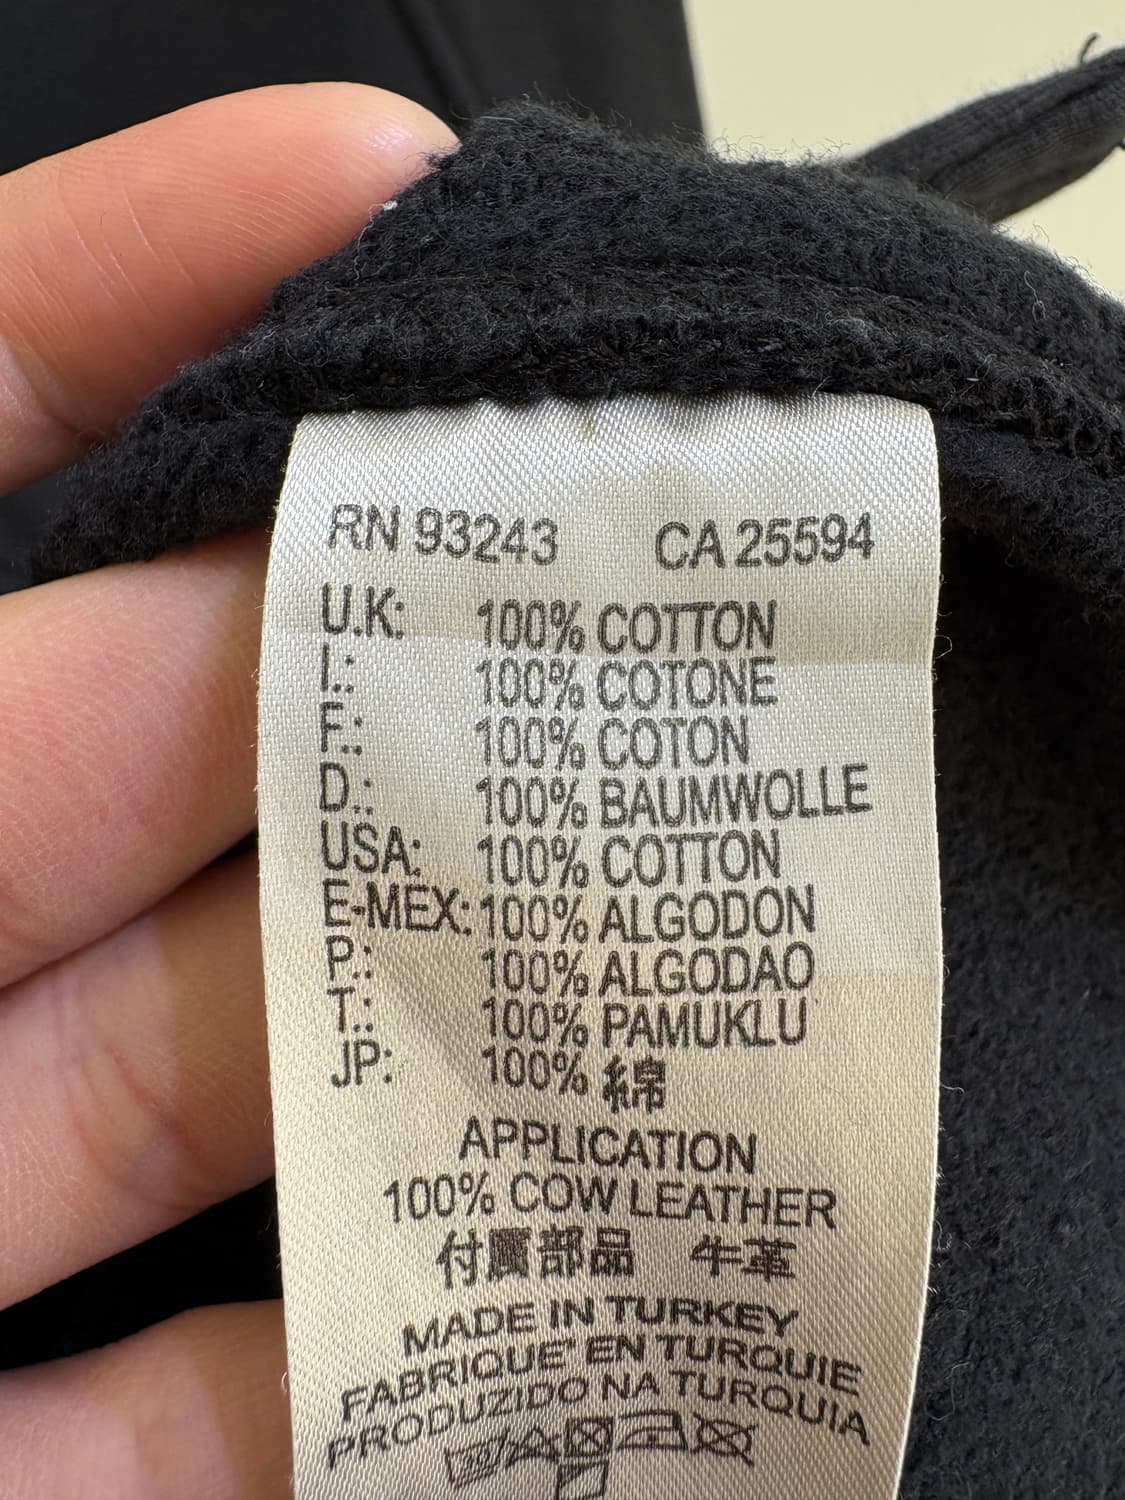 RN 93243 CA 25594
U.K.: 100% COTTON
I.: 100% COTONE
F.: 100% COTON
D.: 100% BAUMWOLLE
USA: 100% COTTON
E-MEX: 100% ALGODON
P.: 100% ALGODAO
T.: 100% PAMUKLU
JP: 100% 綿
APPLICATION
100% COW LEATHER
付属部品 牛革
MADE IN TURKEY
FABRIQUE EN TURQUIE
PRODUZIDO NA TURQUIA
30